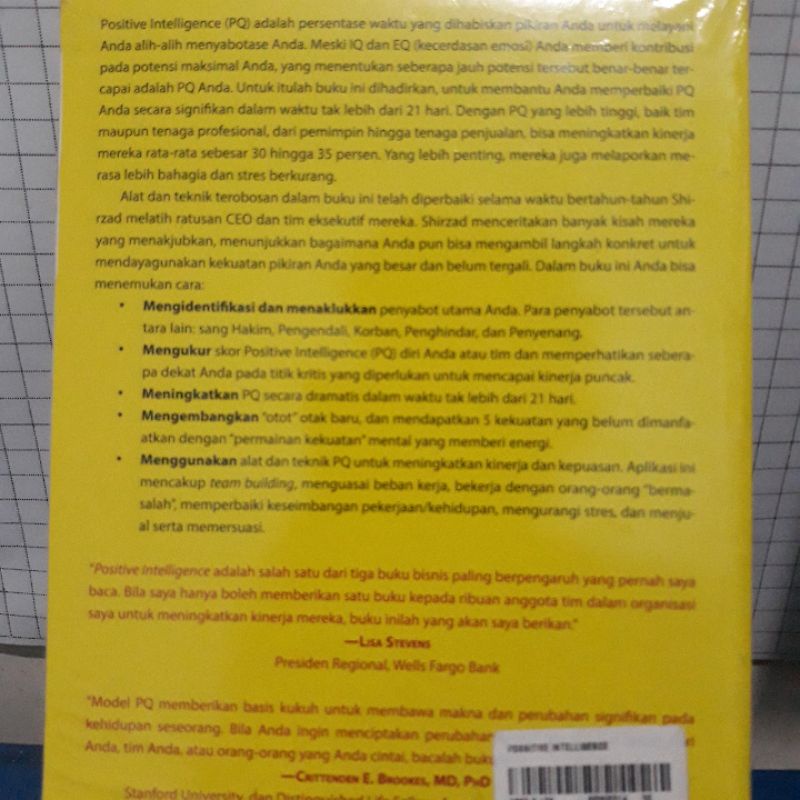 Positive Intelligence (PQ) adalah persentase waktu yang dihabiskan pikiran Anda untuk melayani
Anda alih-alih menyabotase Anda. Meski IQ dan EQ (kecerdasan emosi) Anda memberi kontribusi
pada potensi maksimal Anda, yang menentukan seberapa jauh potensi tersebut benar-benar ter-
capai adalah PQ Anda. Untuk itulah buku ini dihadirkan, untuk membantu Anda memperbaiki PQ
Anda secara signifikan dalam waktu tak lebih dari 21 hari. Dengan PQ yang lebih tinggi, baik tim
maupun tenaga profesional, dari pemimpin hingga tenaga penjualan, bisa meningkatkan kinerja
mereka rata-rata sebesar 30 hingga 35 persen. Yang lebih penting, mereka juga melaporkan me-
rasa lebih bahagia dan stres berkurang.
Alat dan teknik terobosan dalam buku ini telah diperbaiki selama waktu bertahun-tahun Shi-
rzad melatih ratusan CEO dan tim eksekutif mereka. Shirzad menceritakan banyak kisah mereka
yang menakjubkan, menunjukkan bagaimana Anda pun bisa mengambil langkah konkret untuk
mendayagunakan kekuatan pikiran Anda yang besar dan belum tergali. Dalam buku ini Anda bisa
menemukan cara:
• Mengidentifikasi dan menaklukkan penyabot utama Anda. Para penyabot tersebut an-
tara lain: sang Hakim, Pengendali, Korban, Penghindar, dan Penyenang.
• Mengukur skor Positive Intelligence (PQ) diri Anda atau tim dan memperhatikan sebera-
pa dekat Anda pada titik kritis yang diperlukan untuk mencapai kinerja puncak.
• Meningkatkan PQ secara dramatis dalam waktu tak lebih dari 21 hari.
• Mengembangkan "otot" otak baru, dan mendapatkan 5 kekuatan yang belum dimanfa-
atkan dengan "permainan kekuatan" mental yang memberi energi.
• Menggunakan alat dan teknik PQ untuk meningkatkan kinerja dan kepuasan. Aplikasi ini
mencakup team building, menguasai beban kerja, bekerja dengan orang-orang "berma-
salah", memperbaiki keseimbangan pekerjaan/kehidupan, mengurangi stres, dan menju-
al serta memersuasi.
"Positive Intelligence adalah salah satu dari tiga buku bisnis paling berpengaruh yang pernah saya
baca. Bila saya hanya boleh memberikan satu buku kepada ribuan anggota tim dalam organisasi
saya untuk meningkatkan kinerja mereka, buku inilah yang akan saya berikan."
—Lisa Stevens
Presiden Regional, Wells Fargo Bank
"Model PQ memberikan basis kukuh untuk membawa makna dan perubahan signifikan pada
kehidupan seseorang. Bila Anda ingin menciptakan perubahan
Anda, tim Anda, atau orang-orang yang Anda cintai, bacalah
—Crittenden E. Brookes, MD, PhD
Stanford University, dan Distinguished Life
POSITIVE INTELLIGENCE